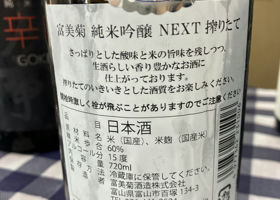 富美菊 純米吟醸 NEXT 搾りたて
さっぱりとした酸味と米の旨味を残しつつ、
生酒らしい香り豊かなお酒に
仕上がっております。
搾りたてのいきいきとした酒質をお楽しみください。
開栓時激しく栓が飛ぶことがありますのでご注意ください
日本酒
米（国産）、米麹（国産米）
60%
15度
720ml
冷蔵庫に保管してください。
富美菊酒造株式会社
富山県富山市百塚134-3
辛